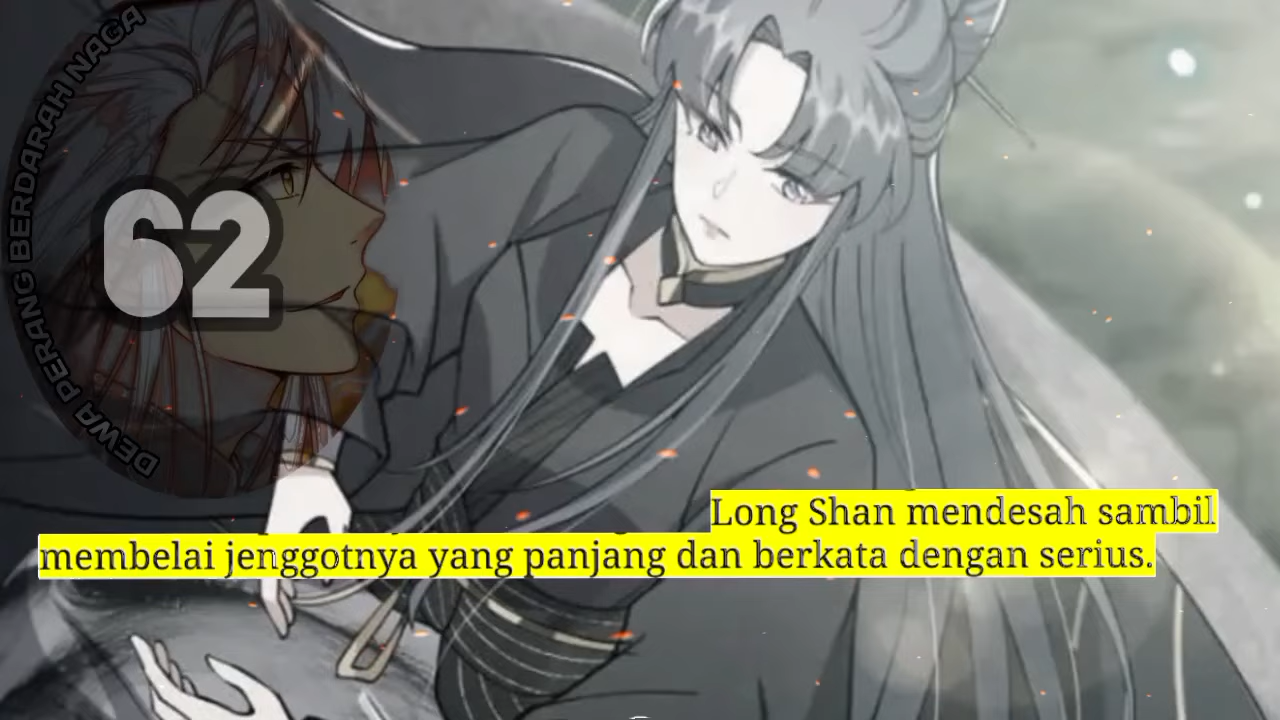 DEWA PERANG BERDARAH NAGA
62
Long Shan mendesah sambil
membelai jenggotnya yang panjang dan berkata dengan serius.